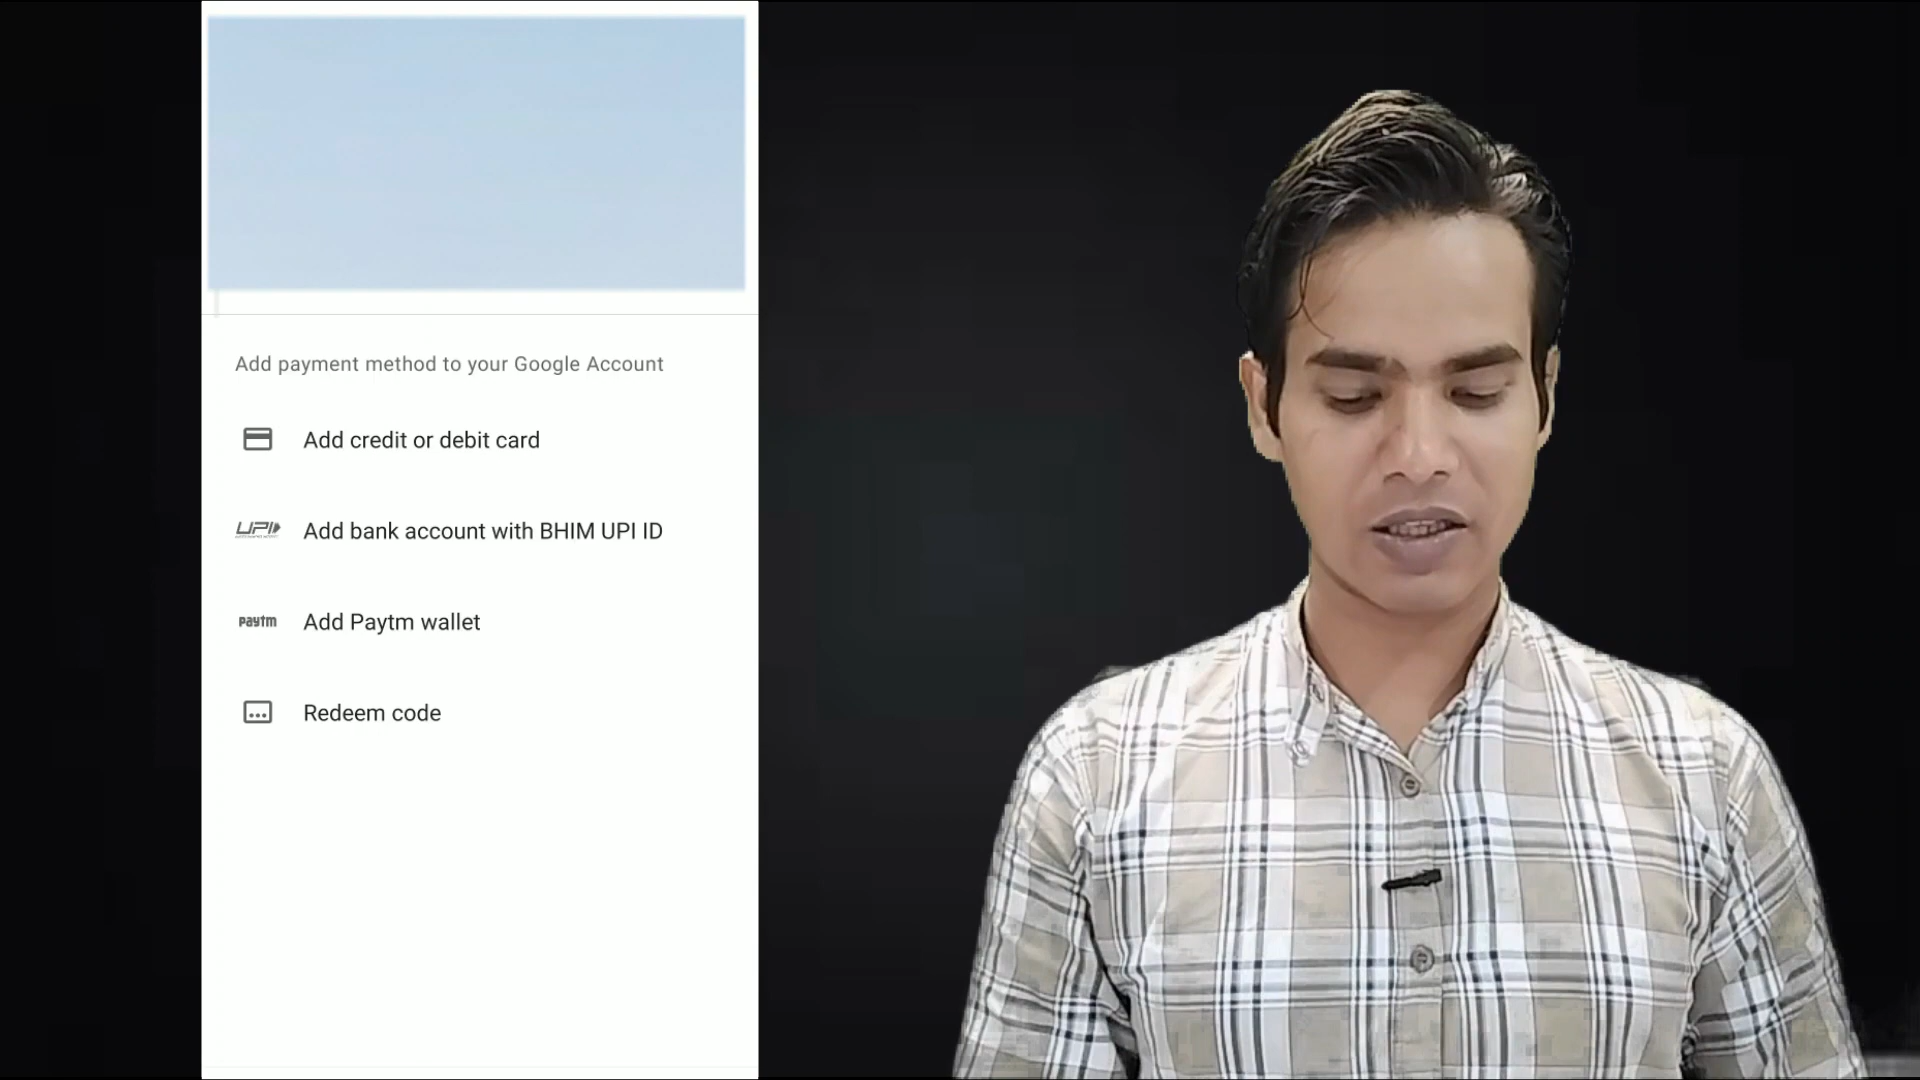 Add payment method to your Google Account
Add credit or debit card
UPI
Add bank account with BHIM UPI ID
paytm
Add Paytm wallet
Redeem code